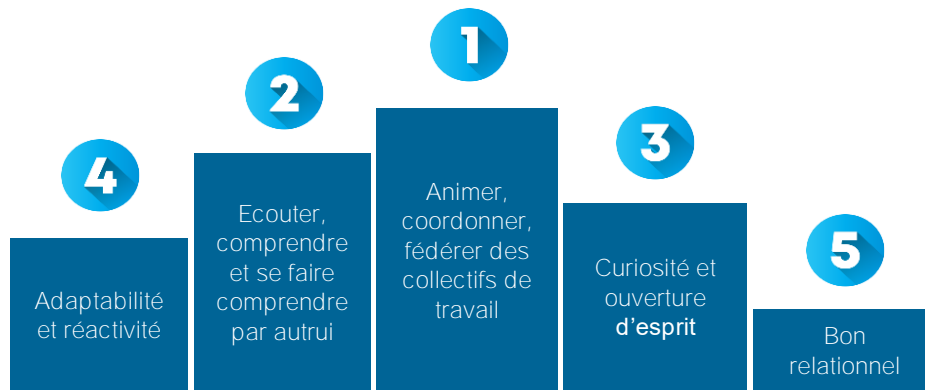 4
Adaptabilité
et réactivité
2
Ecouter,
comprendre
et se faire
comprendre
par autrui
1
Animer,
coordonner,
fédérer des
collectifs de
travail
3
Curiosité et
ouverture
d’esprit
5
Bon
relationnel